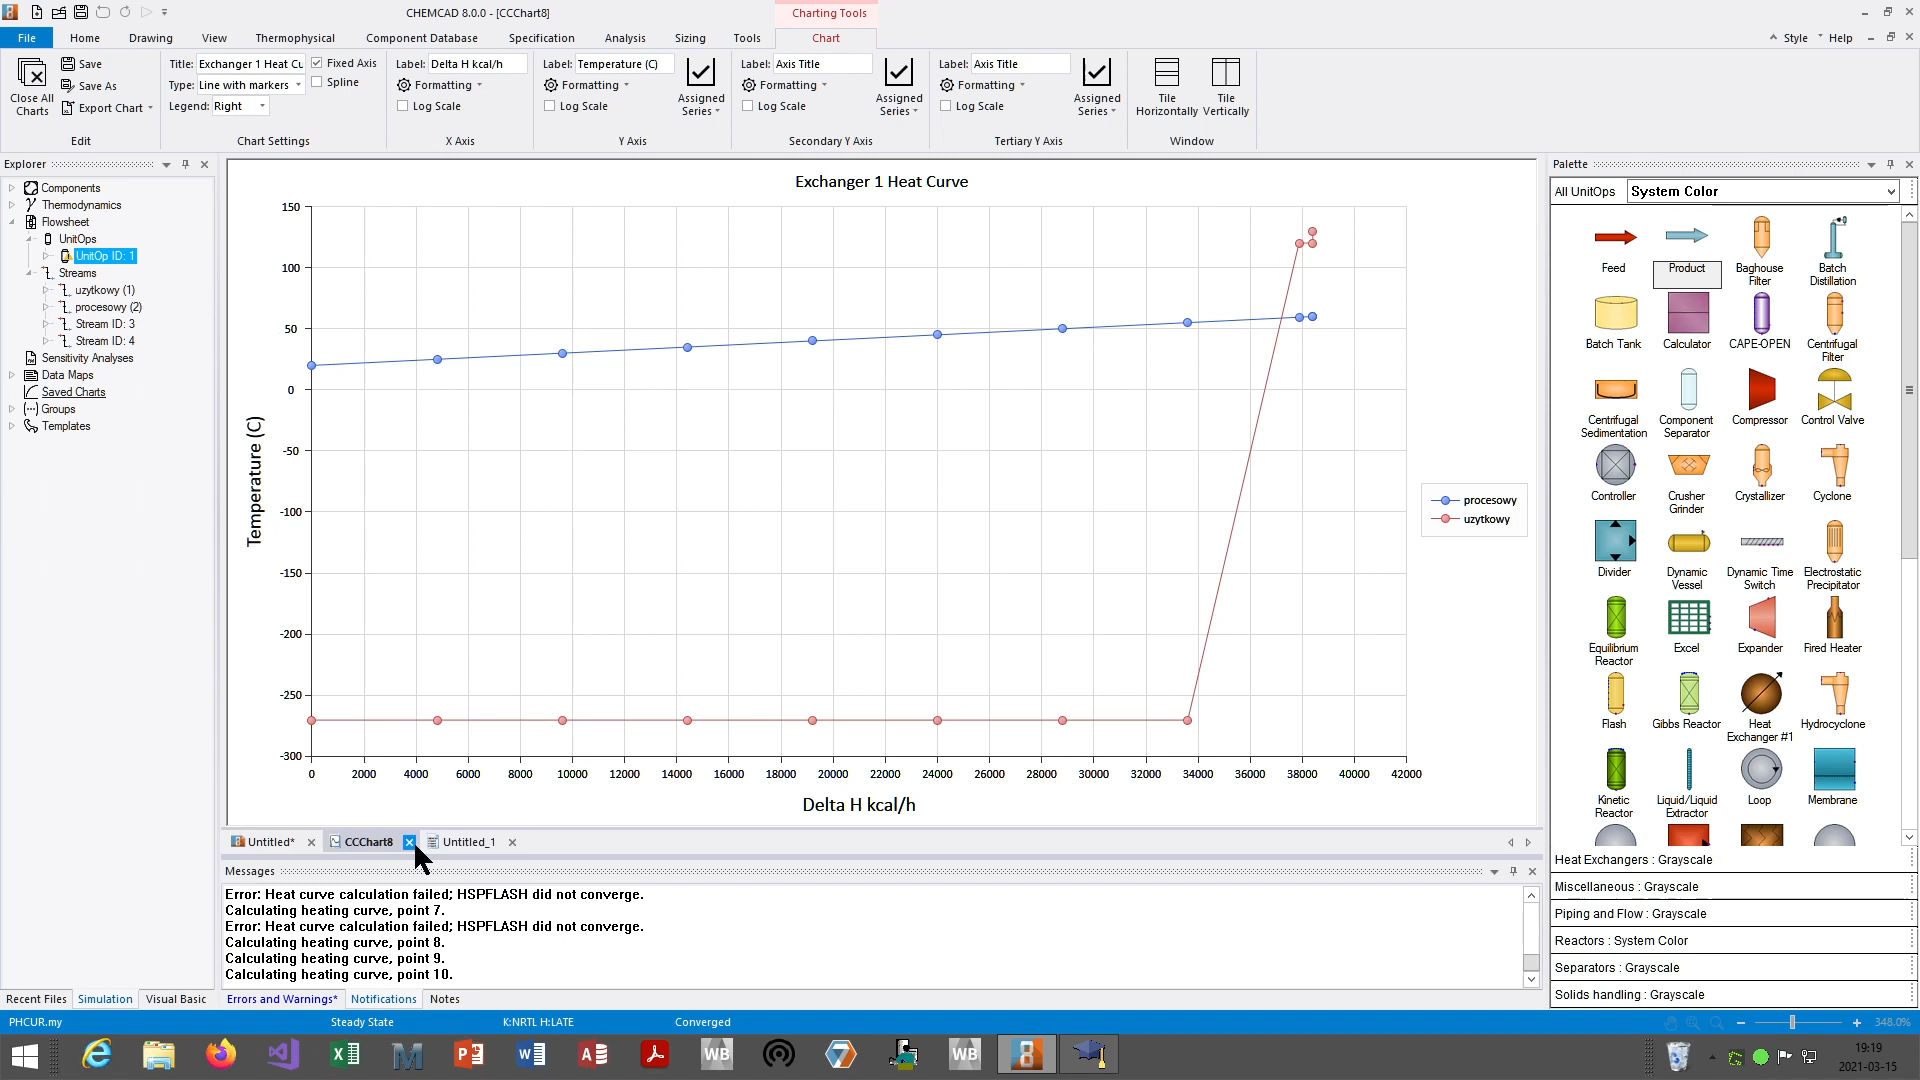 CHEMCAD 8.0.0 - [CCChart8]
Charting Tools
File Home Drawing View Thermophysical Component Database Specification Analysis Sizing Tools Chart Style Help
Close All Charts
Save
Save As
Export Chart
Edit
Title: Exchanger 1 Heat Cu
Type: Line with markers
Legend: Right
Fixed Axis
Spline
Chart Settings
Label: Delta H kcal/h
Formatting
Log Scale
X Axis
Label: Temperature (C)
Formatting
Log Scale
Assigned Series
Y Axis
Label: Axis Title
Formatting
Log Scale
Assigned Series
Secondary Y Axis
Label: Axis Title
Formatting
Log Scale
Assigned Series
Tertiary Y Axis
Tile Horizontally
Tile Vertically
Window
Explorer
Components
Thermodynamics
Flowsheet
UnitOps
UnitOp ID: 1
Streams
uzytkowy (1)
procesowy (2)
Stream ID: 3
Stream ID: 4
Sensitivity Analyses
Data Maps
Saved Charts
Groups
Templates
Recent Files Simulation Visual Basic
Exchanger 1 Heat Curve
Temperature (C)
150
100
50
0
-50
-100
-150
-200
-250
-300
0 2000 4000 6000 8000 10000 12000 14000 16000 18000 20000 22000 24000 26000 28000 30000 32000 34000 36000 38000 40000 42000
Delta H kcal/h
procesowy
uzytkowy
Untitled* CCChart8 Untitled_1
Messages
Error: Heat curve calculation failed; HSPFLASH did not converge.
Calculating heating curve, point 7.
Error: Heat curve calculation failed; HSPFLASH did not converge.
Calculating heating curve, point 8.
Calculating heating curve, point 9.
Calculating heating curve, point 10.
Errors and Warnings* Notifications Notes
Palette
All UnitOps System Color
Feed Product Baghouse Filter Batch Distillation
Batch Tank Calculator CAPE-OPEN Centrifugal Filter
Centrifugal Sedimentation Component Separator Compressor Control Valve
Controller Crusher Grinder Crystallizer Cyclone
Divider Dynamic Vessel Dynamic Time Switch Electrostatic Precipitator
Equilibrium Reactor Excel Expander Fired Heater
Flash Gibbs Reactor Heat Exchanger #1 Hydrocyclone
Kinetic Reactor Liquid/Liquid Extractor Loop Membrane
Heat Exchangers : Grayscale
Miscellaneous : Grayscale
Piping and Flow : Grayscale
Reactors : System Color
Separators : Grayscale
Solids handling : Grayscale
PHCUR.my Steady State K:NRTL H:LATE Converged 348.0%
WB
WB
19:19
2021-03-15